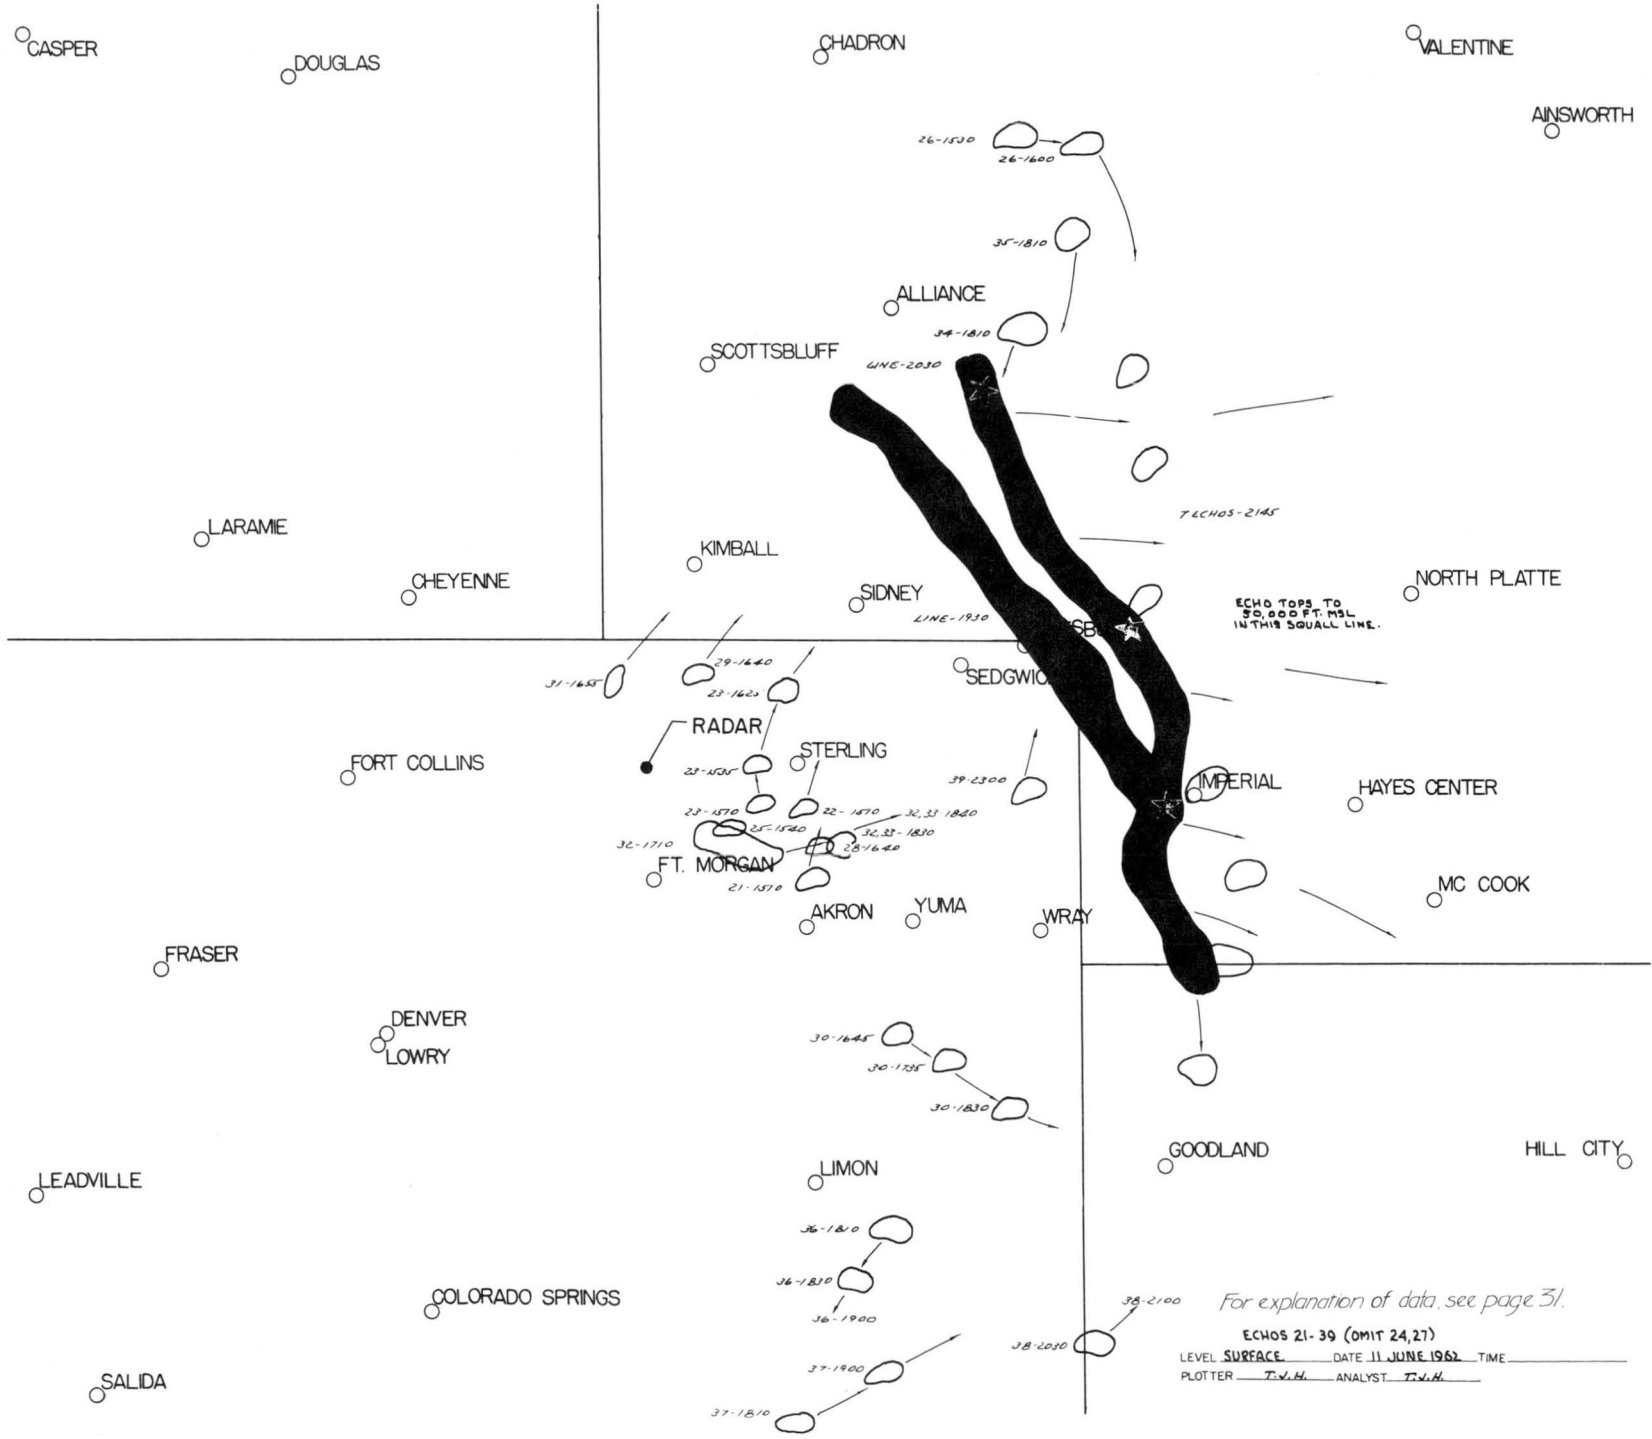 CASPER
DOUGLAS
CHADRON
VALENTINE
AINSWORTH
26-1530
26-1600
35-1810
ALLIANCE
34-1810
SCOTTSBLUFF
LINE-2030
7 ECHOS-2145
LARAMIE
KIMBALL
CHEYENNE
SIDNEY
NORTH PLATTE
ECHO TOPS TO
50,000 FT. MSL
IN THIS SQUALL LINE.
LINE-1930
SB
SEDGWIC
29-1640
31-1655
23-1625
RADAR
STERLING
FORT COLLINS
23-1535
39-2300
IMPERIAL
HAYES CENTER
23-1510
22-1510
32,33-1840
25-1540
32,33-1830
32-1710
28-1640
FT. MORGAN
21-1510
MC COOK
AKRON
YUMA
WRAY
FRASER
DENVER
LOWRY
30-1645
30-1735
30-1830
GOODLAND
HILL CITY
LIMON
LEADVILLE
36-1810
36-1830
COLORADO SPRINGS
36-1900
38-2100
For explanation of data, see page 31.
ECHOS 21-39 (OMIT 24,27)
38-2030
LEVEL SURFACE DATE 11 JUNE 1962 TIME
37-1900
PLOTTER T.J.H. ANALYST T.J.H.
SALIDA
37-1810